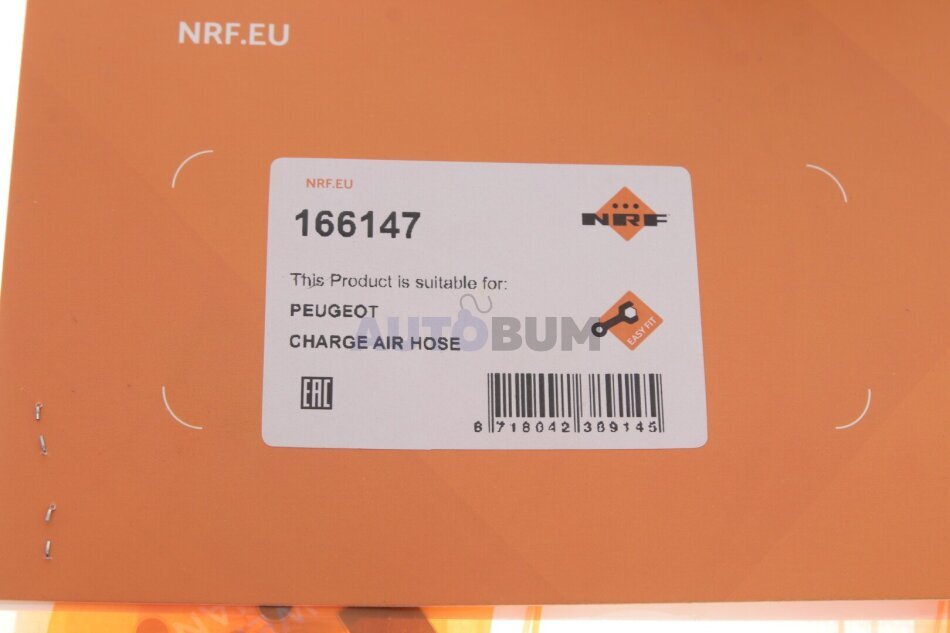 NRF.EU
NRF.EU
166147
NRF
This Product is suitable for:
PEUGEOT
AUTOBUM
CHARGE AIR HOSE
EASY FIT
EAC
8 718042 389145